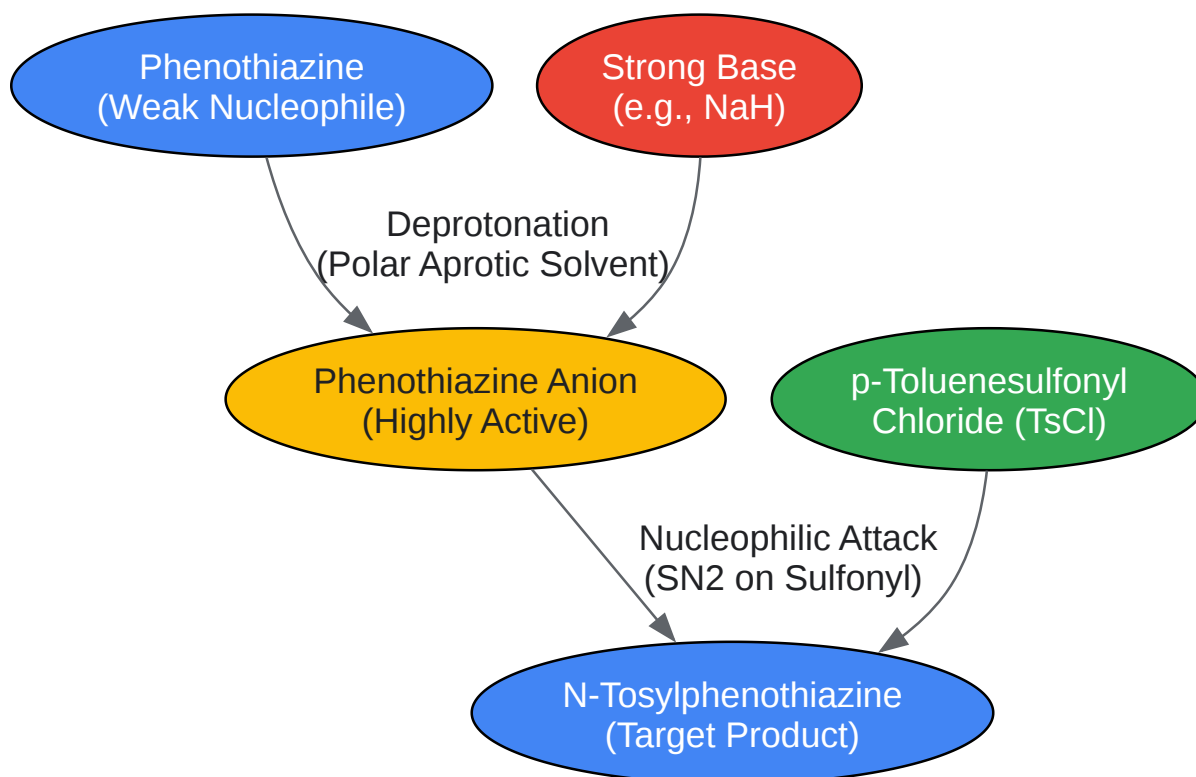 Phenothiazine
(Weak Nucleophile)
Strong Base
(e.g., NaH)
Deprotonation
(Polar Aprotic Solvent)
Phenothiazine Anion
(Highly Active)
p-Toluenesulfonyl
Chloride (TsCl)
Nucleophilic Attack
(SN2 on Sulfonyl)
N-Tosylphenothiazine
(Target Product)